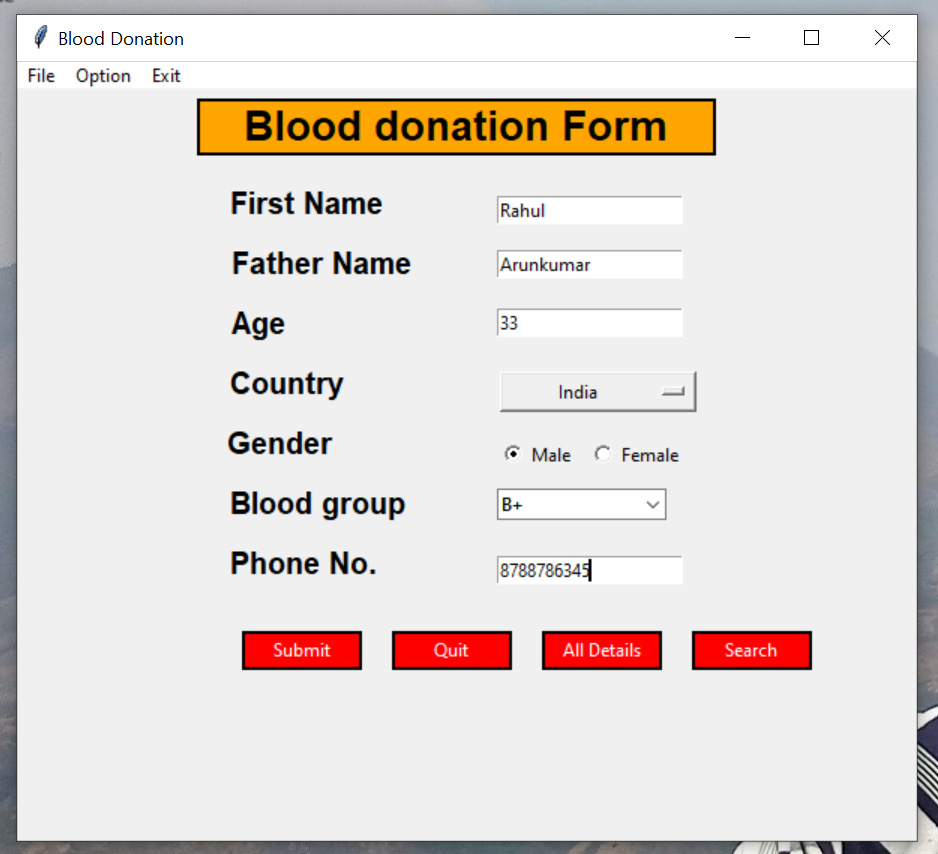 Blood Donation
File Option Exit
Blood donation Form
First Name Rahul
Father Name Arunkumar
Age 33
Country India
Gender Male Female
Blood group B+
Phone No. 8788786345
Submit Quit All Details Search